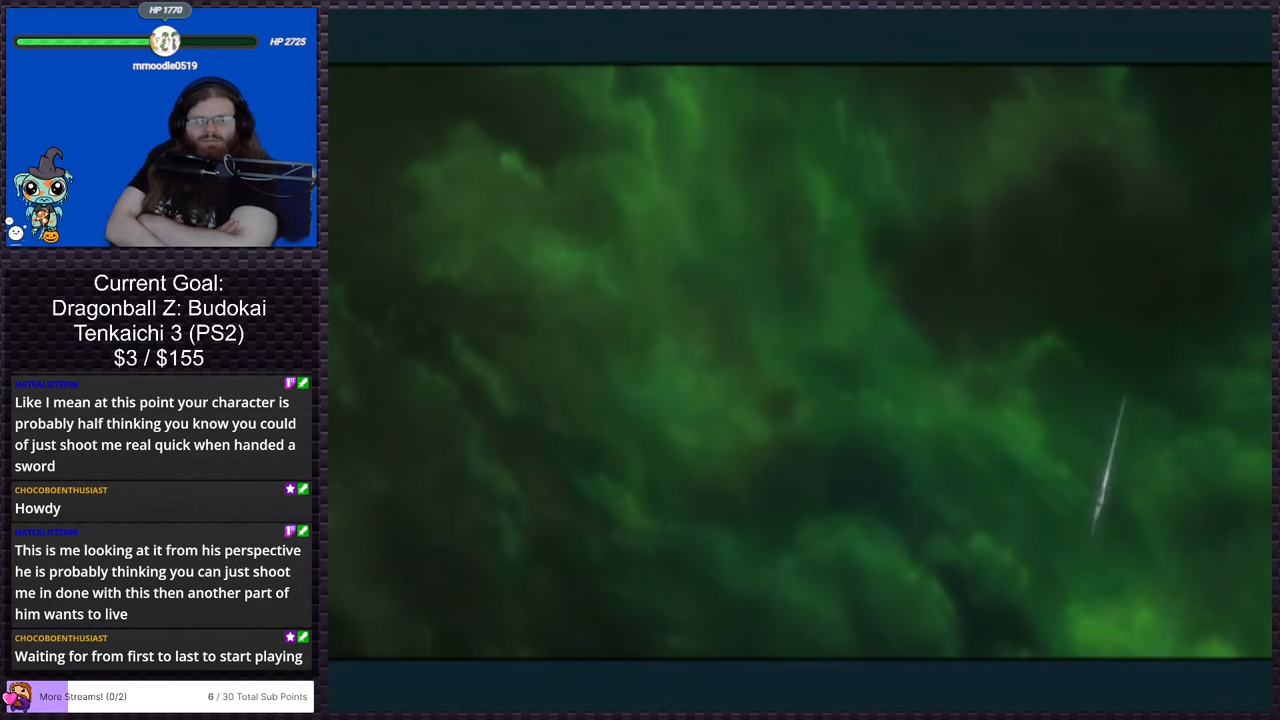 HP 1770
HP 2725
mmoodle0519
Current Goal:
Dragonball Z: Budokai
Tenkaichi 3 (PS2)
$3 / $155
NATEALISTER96
Like I mean at this point your character is
probably half thinking you know you could
of just shoot me real quick when handed a
sword
CHOCOBOENTHUSIAST
Howdy
NATEALISTER96
This is me looking at it from his perspective
he is probably thinking you can just shoot
me in done with this then another part of
him wants to live
CHOCOBOENTHUSIAST
Waiting for from first to last to start playing
More Streams! (0/2)
6 / 30 Total Sub Points